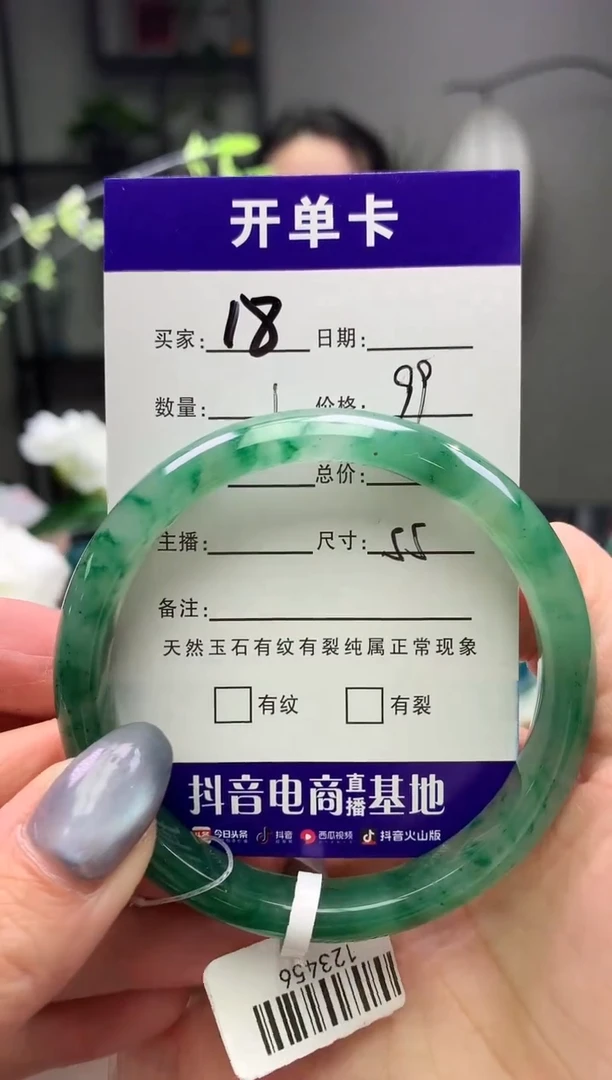 开单卡
买家: 18 日期:
数量: 1 价格: 99
总价:
主播: 尺寸: 55
备注:
天然玉石有纹有裂纯属正常现象
有纹 有裂
抖音电商直播基地
今日头条 抖音 西瓜视频 抖音火山版
123456